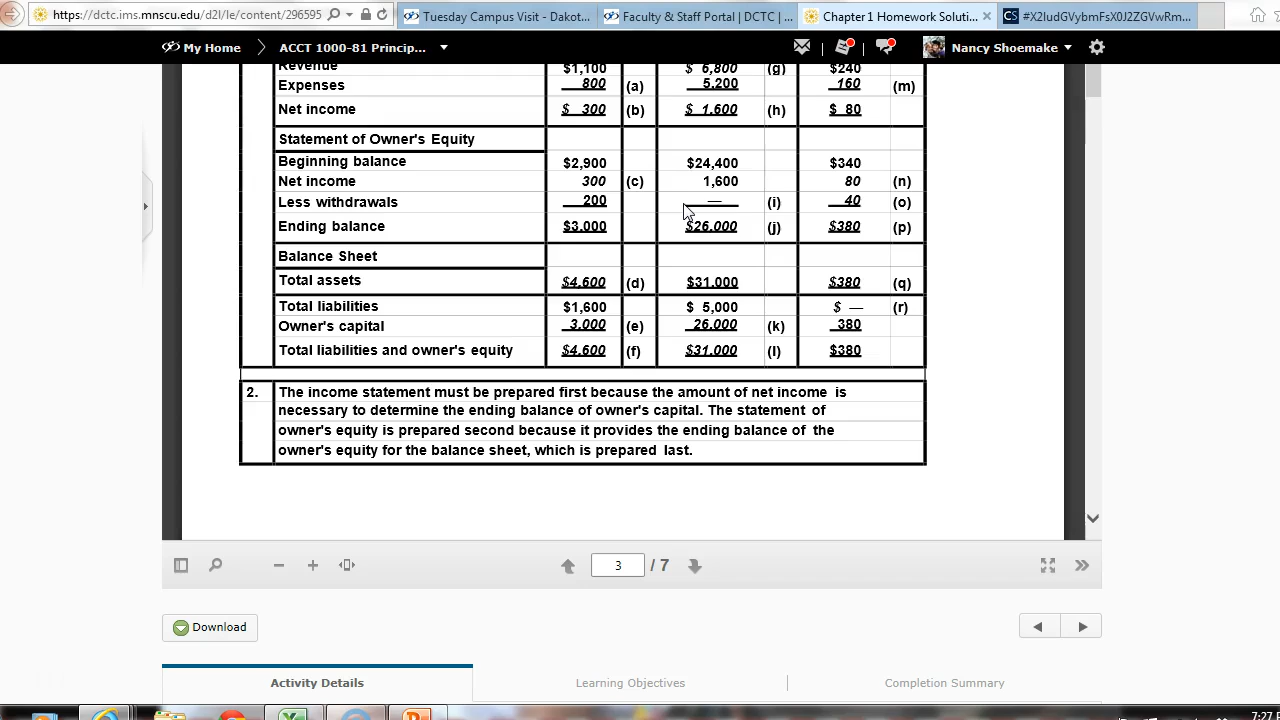 https://dctc.ims.mnscu.edu/d2l/le/content/296595
Tuesday Campus Visit - Dakot...
Faculty & Staff Portal | DCTC | ...
Chapter 1 Homework Soluti...
My Home
ACCT 1000-81 Princip...
Nancy Shoemake
Revenue $1,100 $ 6,800 (g) $240
Expenses 800 (a) 5,200 160 (m)
Net income $ 300 (b) $ 1,600 (h) $ 80
Statement of Owner's Equity
Beginning balance $2,900 $24,400 $340
Net income 300 (c) 1,600 80 (n)
Less withdrawals 200 — (i) 40 (o)
Ending balance $3,000 $26,000 (j) $380 (p)
Balance Sheet
Total assets $4,600 (d) $31,000 $380 (q)
Total liabilities $1,600 $ 5,000 $ — (r)
Owner's capital 3,000 (e) 26,000 (k) 380
Total liabilities and owner's equity $4,600 (f) $31,000 (l) $380
2. The income statement must be prepared first because the amount of net income is
necessary to determine the ending balance of owner's capital. The statement of
owner's equity is prepared second because it provides the ending balance of the
owner's equity for the balance sheet, which is prepared last.
3 / 7
Download
Activity Details
Learning Objectives
Completion Summary